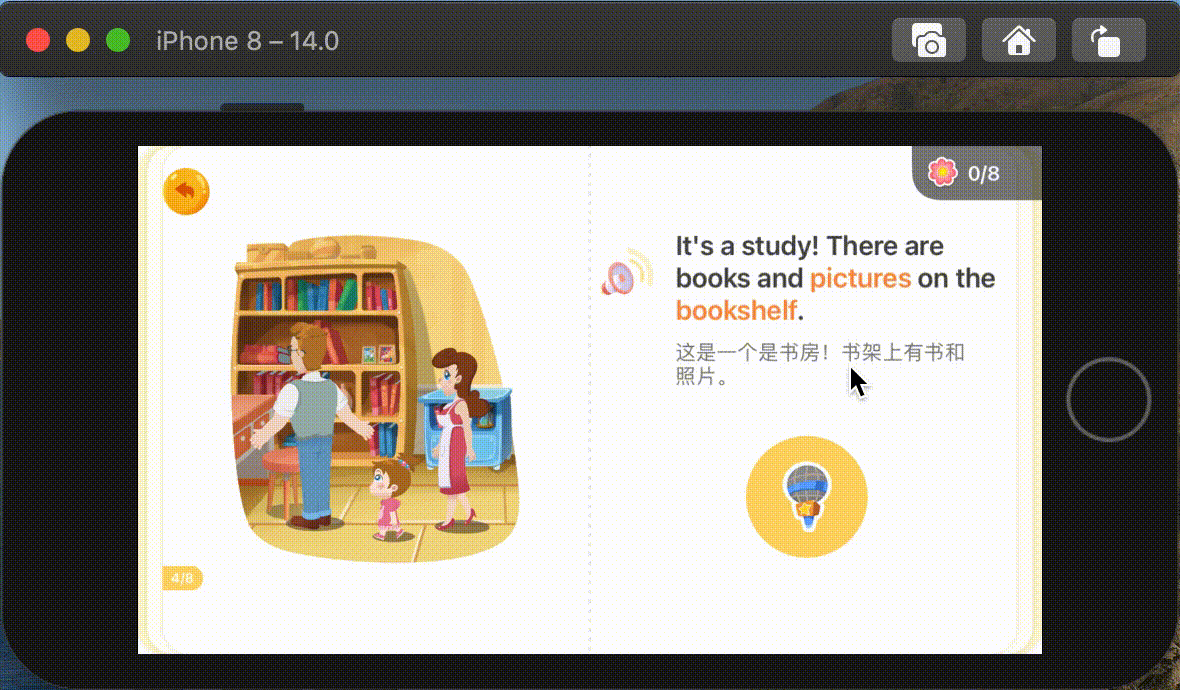 iPhone 8 – 14.0
0/8
It's a study! There are
books and pictures on the
bookshelf.
这是一个是书房！书架上有书和
照片。
4/8